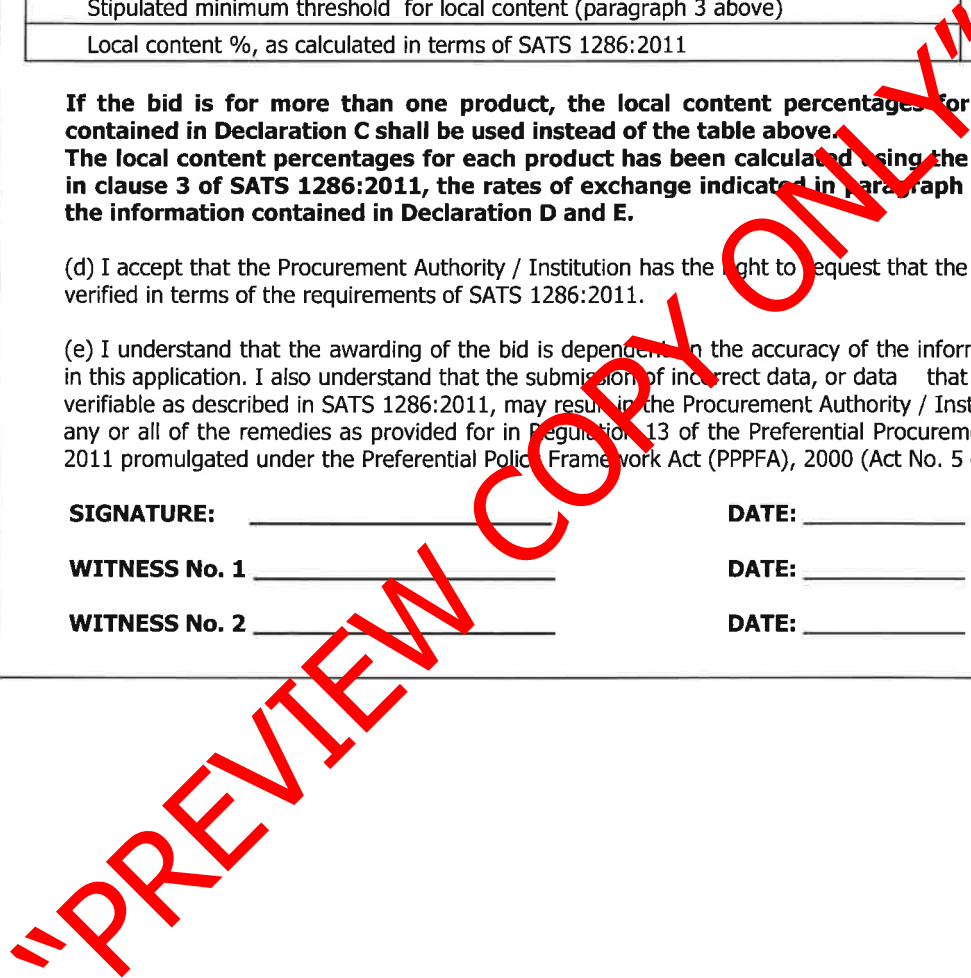 Stipulated minimum threshold for local content (paragraph 3 above)
Local content %, as calculated in terms of SATS 1286:2011
If the bid is for more than one product, the local content percentages for
contained in Declaration C shall be used instead of the table above.
The local content percentages for each product has been calculated using the
in clause 3 of SATS 1286:2011, the rates of exchange indicated in paragraph
the information contained in Declaration D and E.
(d) I accept that the Procurement Authority / Institution has the right to request that the
verified in terms of the requirements of SATS 1286:2011.
(e) I understand that the awarding of the bid is dependent on the accuracy of the infor
in this application. I also understand that the submission of incorrect data, or data that
verifiable as described in SATS 1286:2011, may result in the Procurement Authority / Inst
any or all of the remedies as provided for in Regulation 13 of the Preferential Procurem
2011 promulgated under the Preferential Policy Framework Act (PPPFA), 2000 (Act No. 5
SIGNATURE: DATE:
WITNESS No. 1 DATE:
WITNESS No. 2 DATE:
"PREVIEW COPY ONLY"